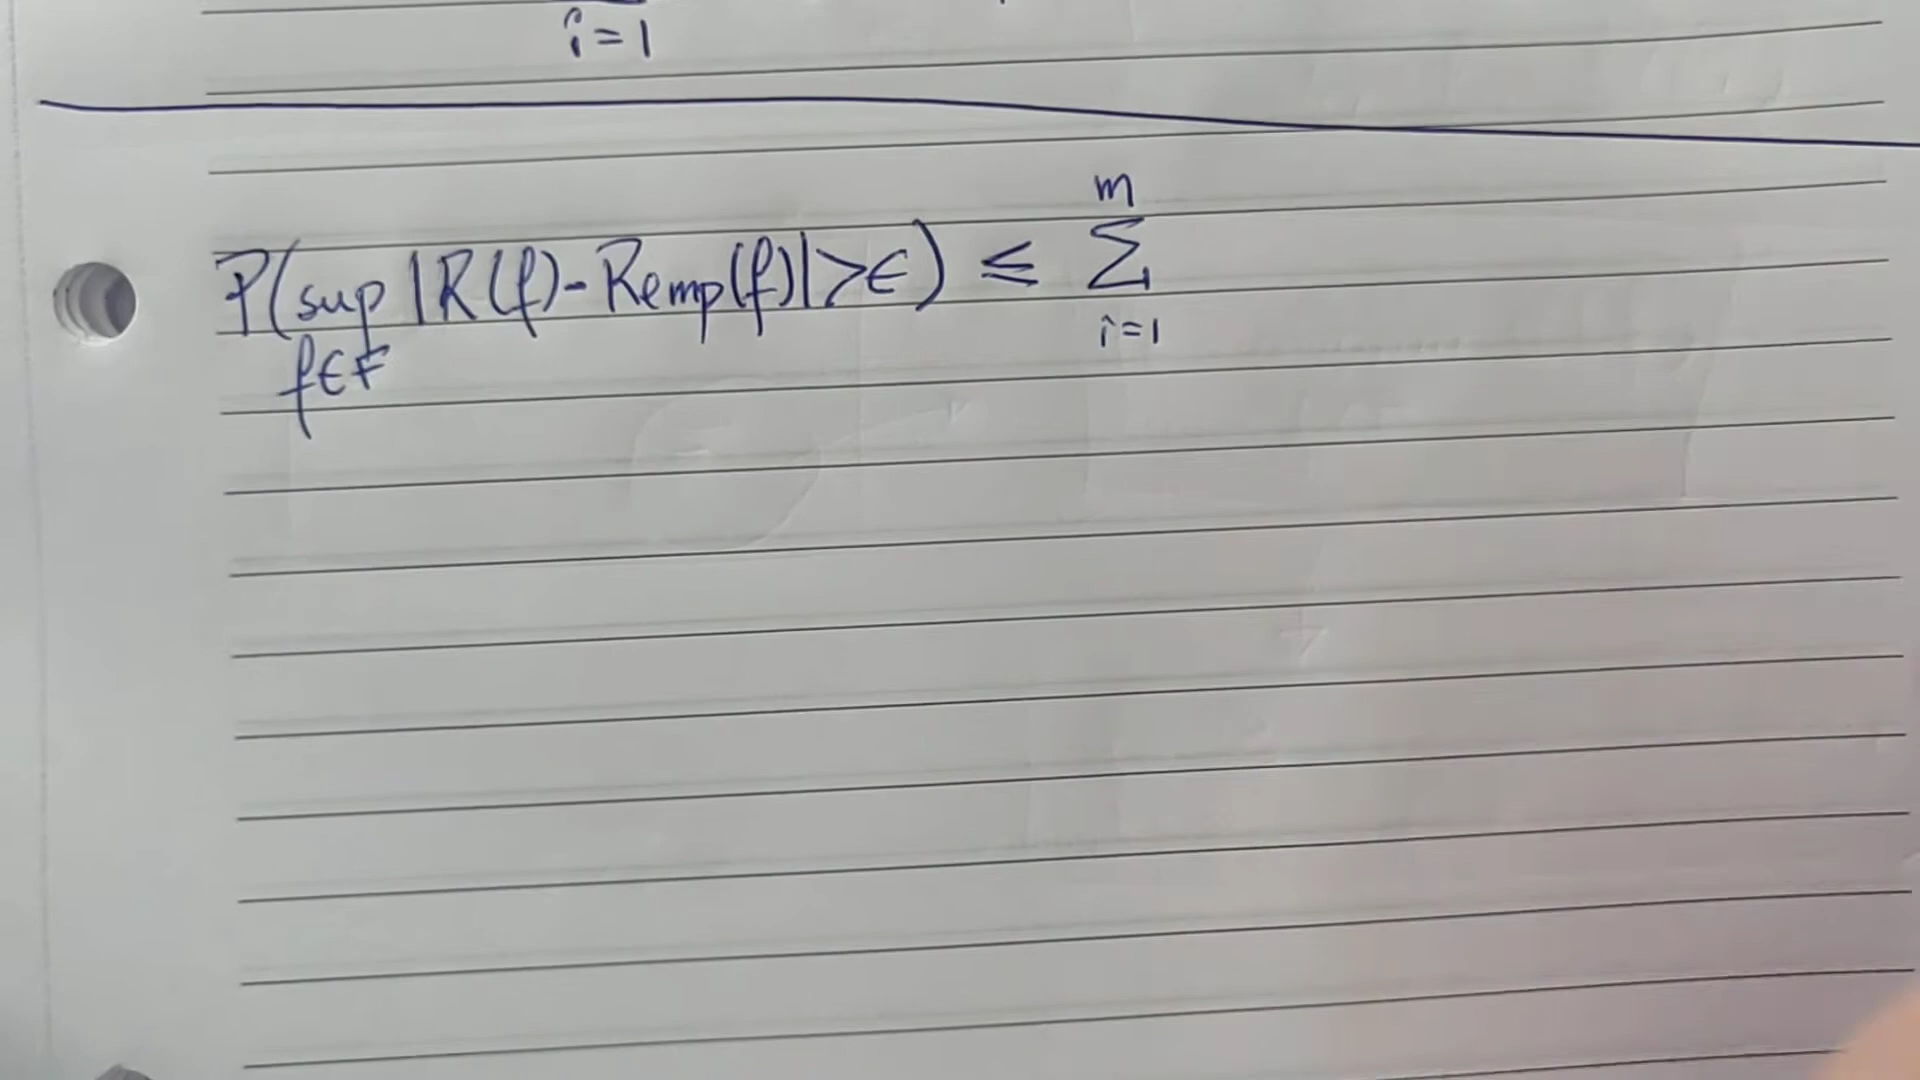 i=1
m
P(sup |R(f)-Remp(f)|>ϵ) ≤ Σ
f∈F i=1